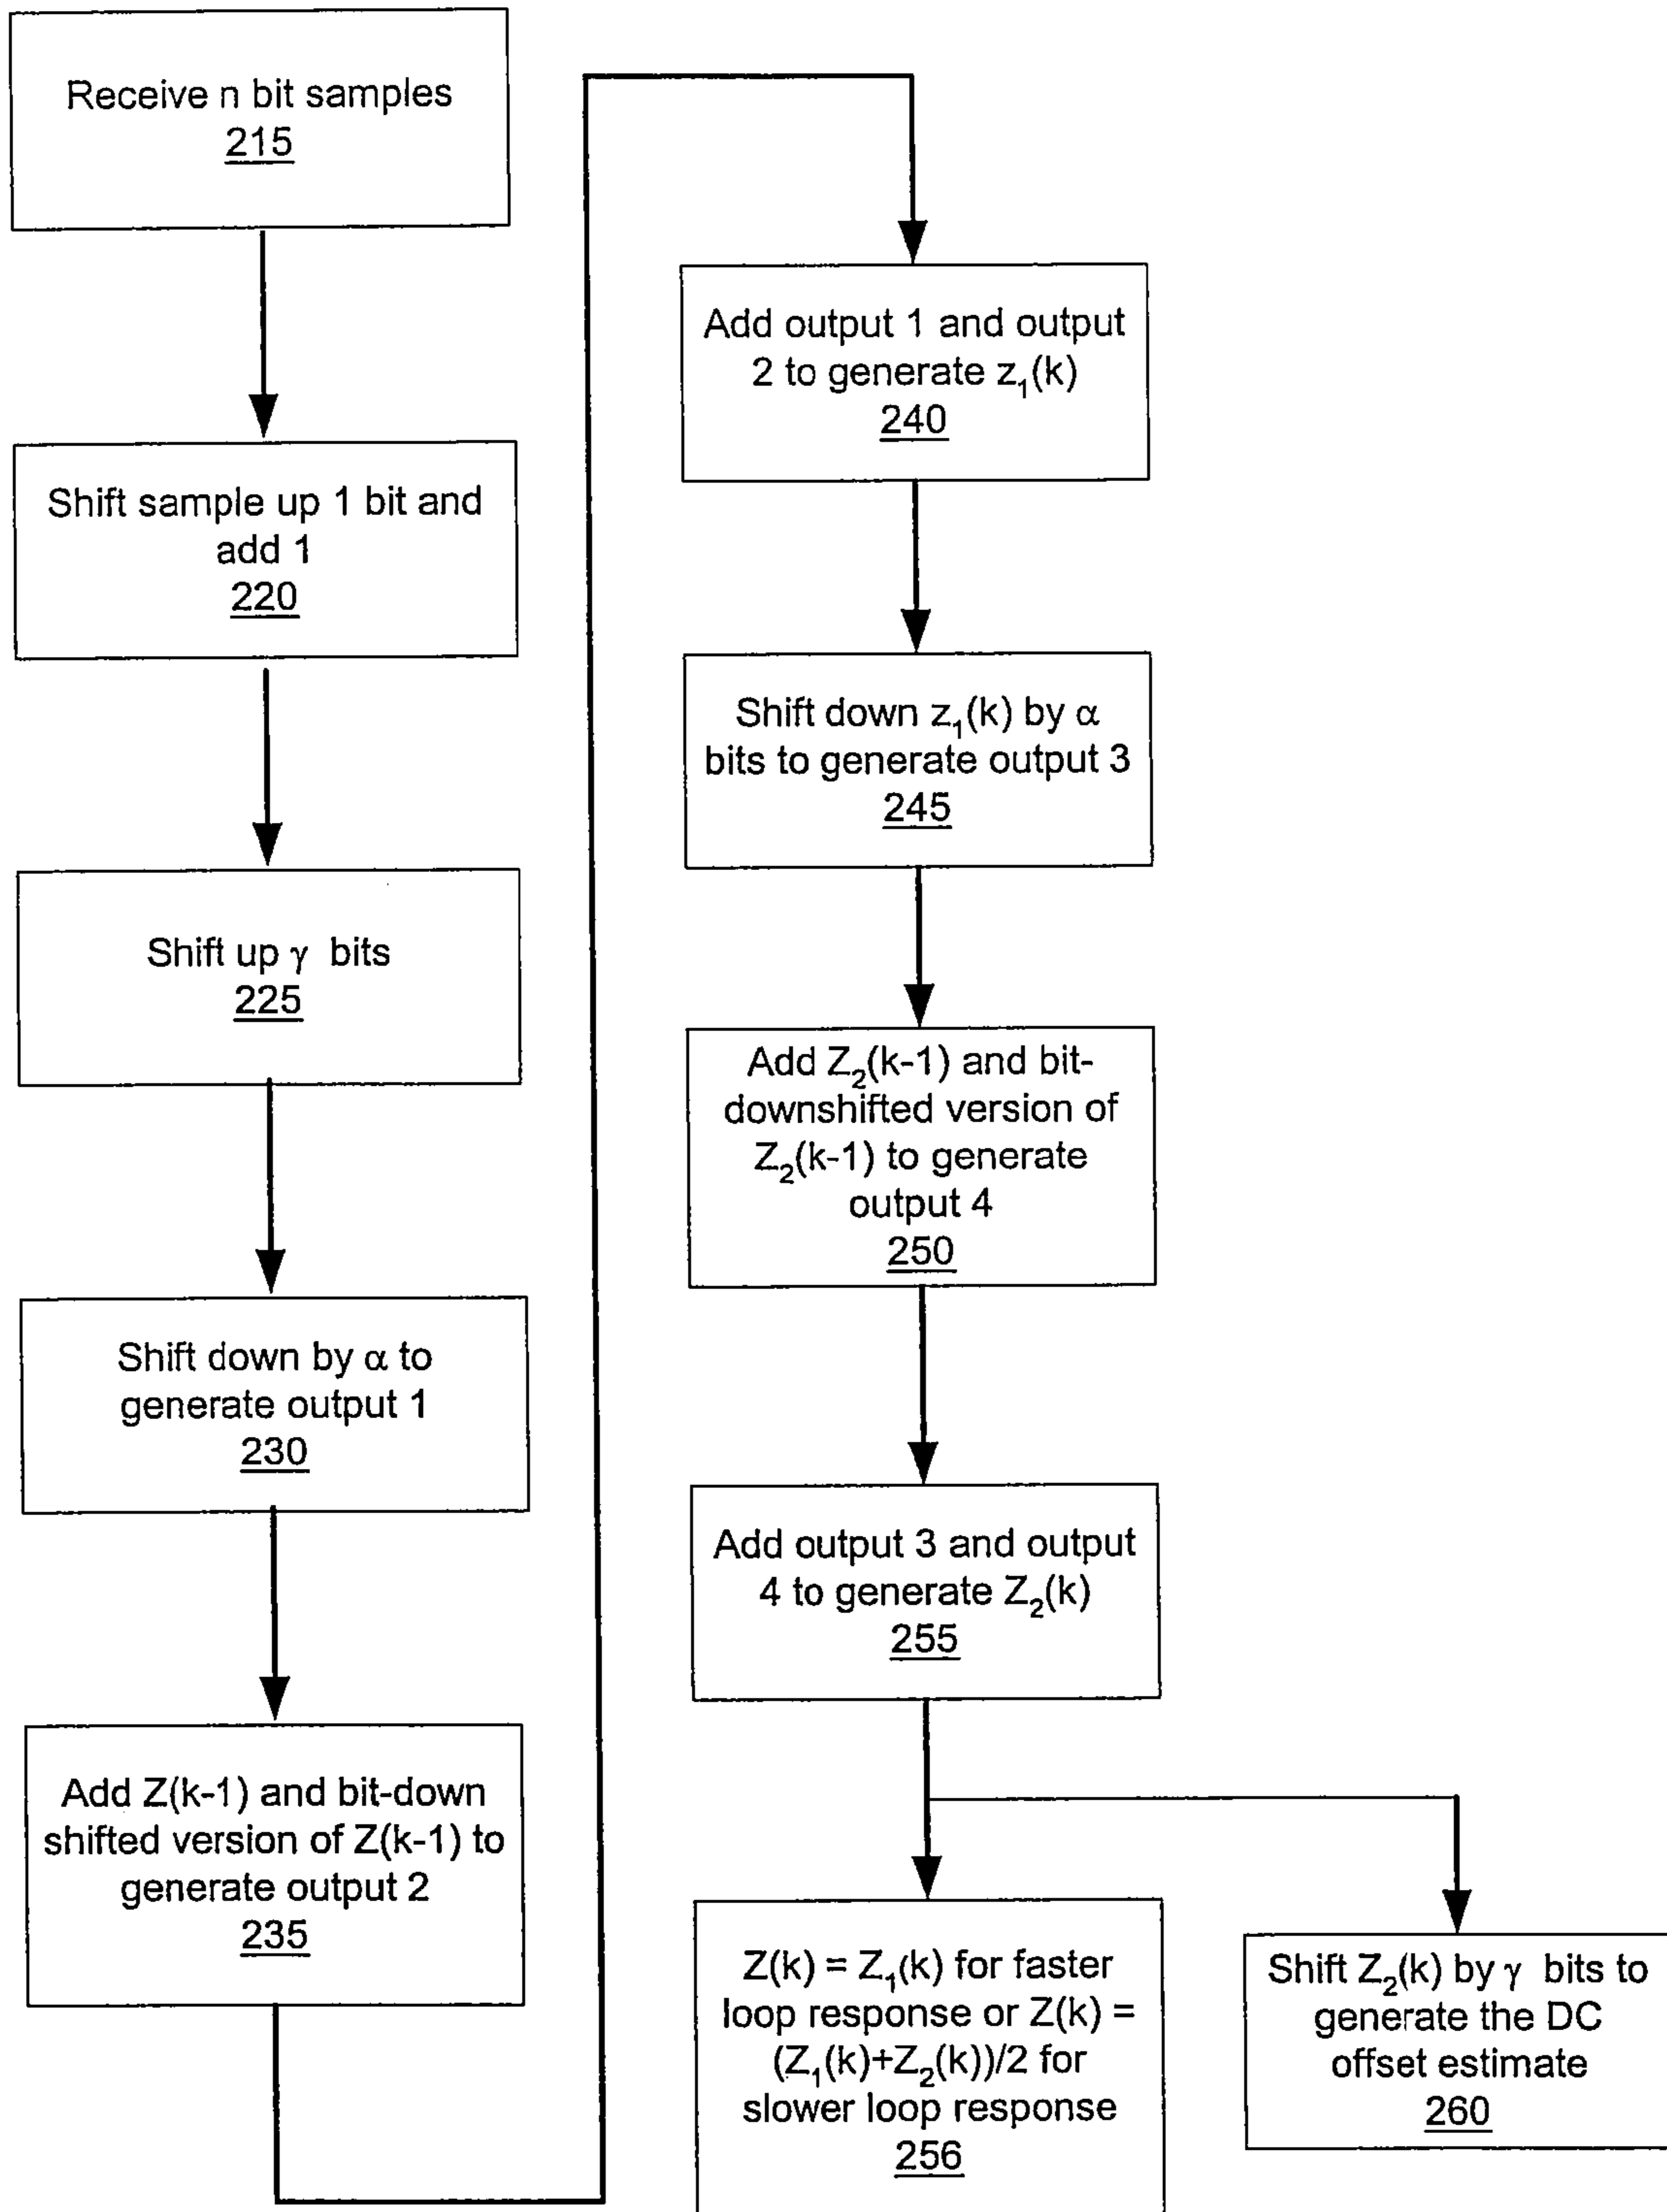 Receive n bit samples
215
Shift sample up 1 bit and
add 1
220
Shift up γ bits
225
Shift down by α to
generate output 1
230
Add Z(k-1) and bit-down
shifted version of Z(k-1) to
generate output 2
235
Add output 1 and output
2 to generate z₁(k)
240
Shift down z₁(k) by α
bits to generate output 3
245
Add Z₂(k-1) and bit-
downshifted version of
Z₂(k-1) to generate
output 4
250
Add output 3 and output
4 to generate Z₂(k)
255
Z(k) = Z₁(k) for faster
loop response or Z(k) =
(Z₁(k)+Z₂(k))/2 for
slower loop response
256
Shift Z₂(k) by γ bits to
generate the DC
offset estimate
260